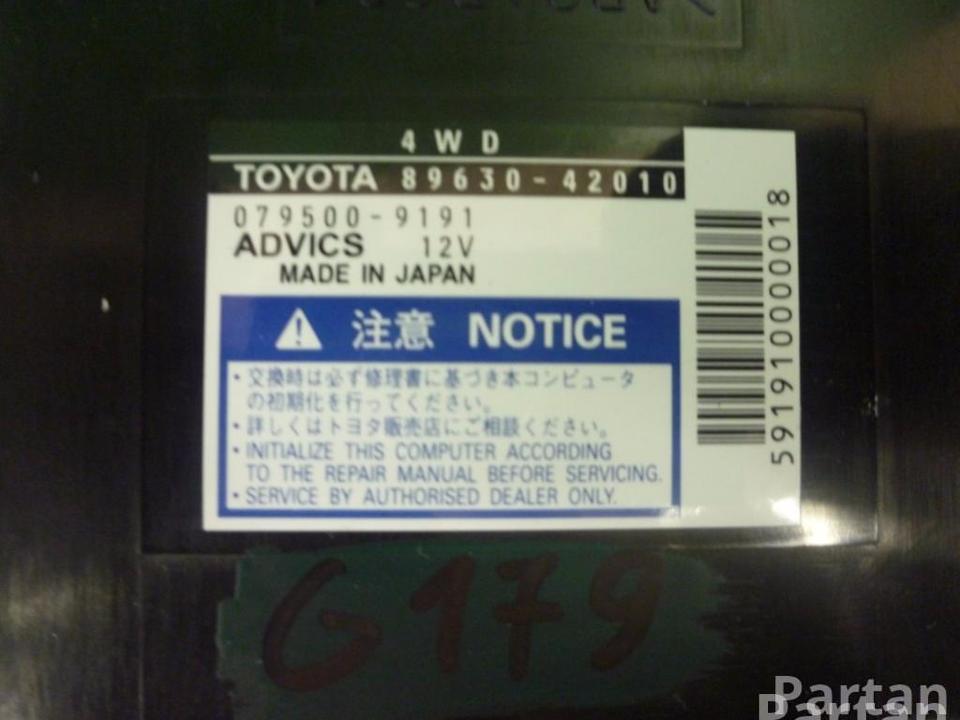 4WD
TOYOTA 89630-42010
079500-9191
ADVICS 12V
MADE IN JAPAN
注意 NOTICE
・交換時は必ず修理書に基づき本コンピュータ
の初期化を行ってください。
・詳しくはトヨタ販売店にご相談ください。
・INITIALIZE THIS COMPUTER ACCORDING
TO THE REPAIR MANUAL BEFORE SERVICING.
・SERVICE BY AUTHORISED DEALER ONLY.
5919100000018
G179
Partan
Partan